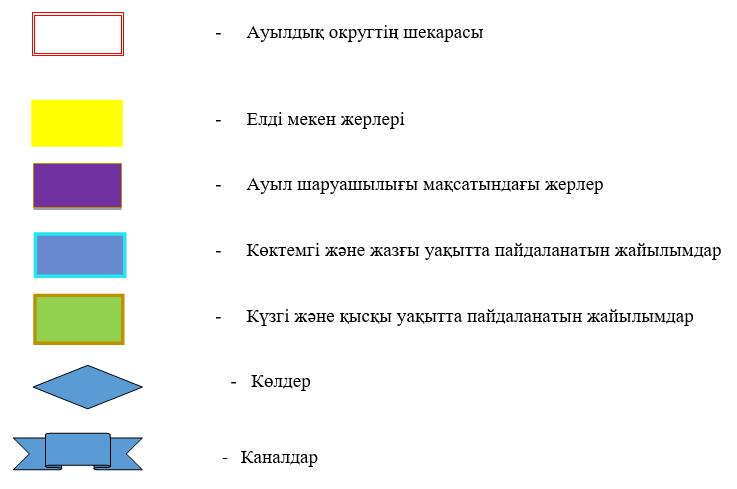 - Ауылдық округтің шекарасы
- Елді мекен жерлері
- Ауыл шаруашылығы мақсатындағы жерлер
- Көктемгі және жазғы уақытта пайдаланатын жайылымдар
- Күзгі және қысқы уақытта пайдаланатын жайылымдар
- Көлдер
- Каналдар